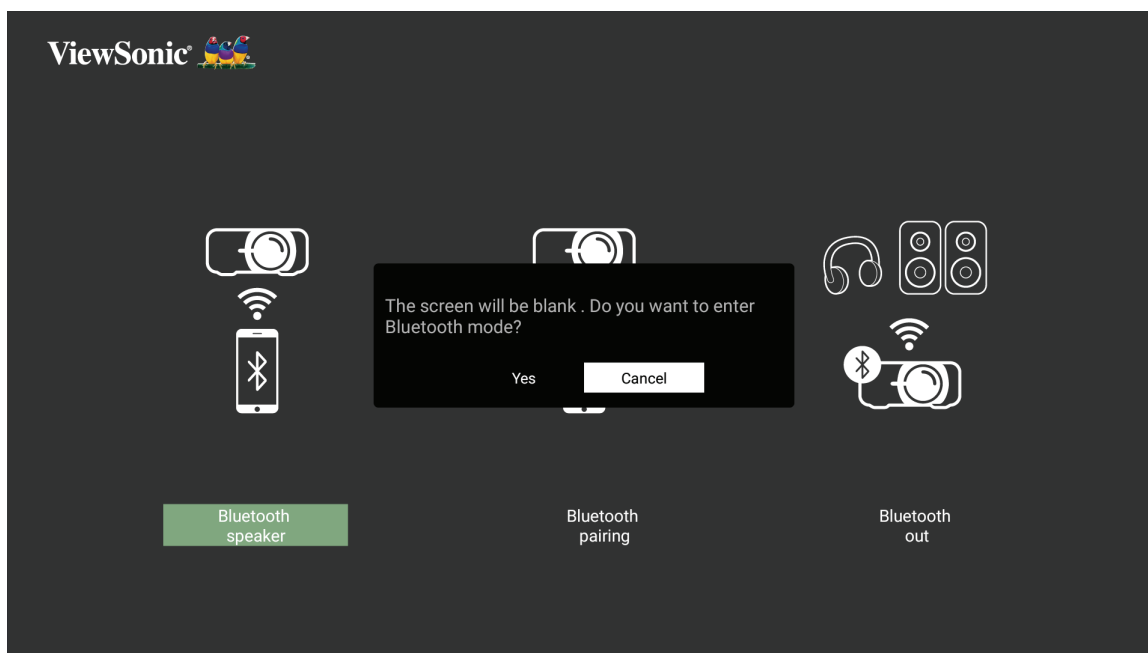 ViewSonic®
The screen will be blank . Do you want to enter
Bluetooth mode?
Yes
Cancel
Bluetooth
speaker
Bluetooth
pairing
Bluetooth
out